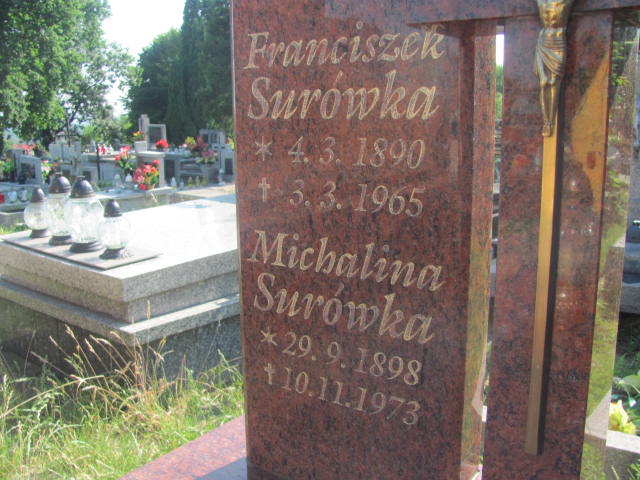 Franciszek
Surówka
* 4.3. 1890
† 3.3. 1965
Michalina
Surówka
* 29. 9. 1898
† 10.11.1973